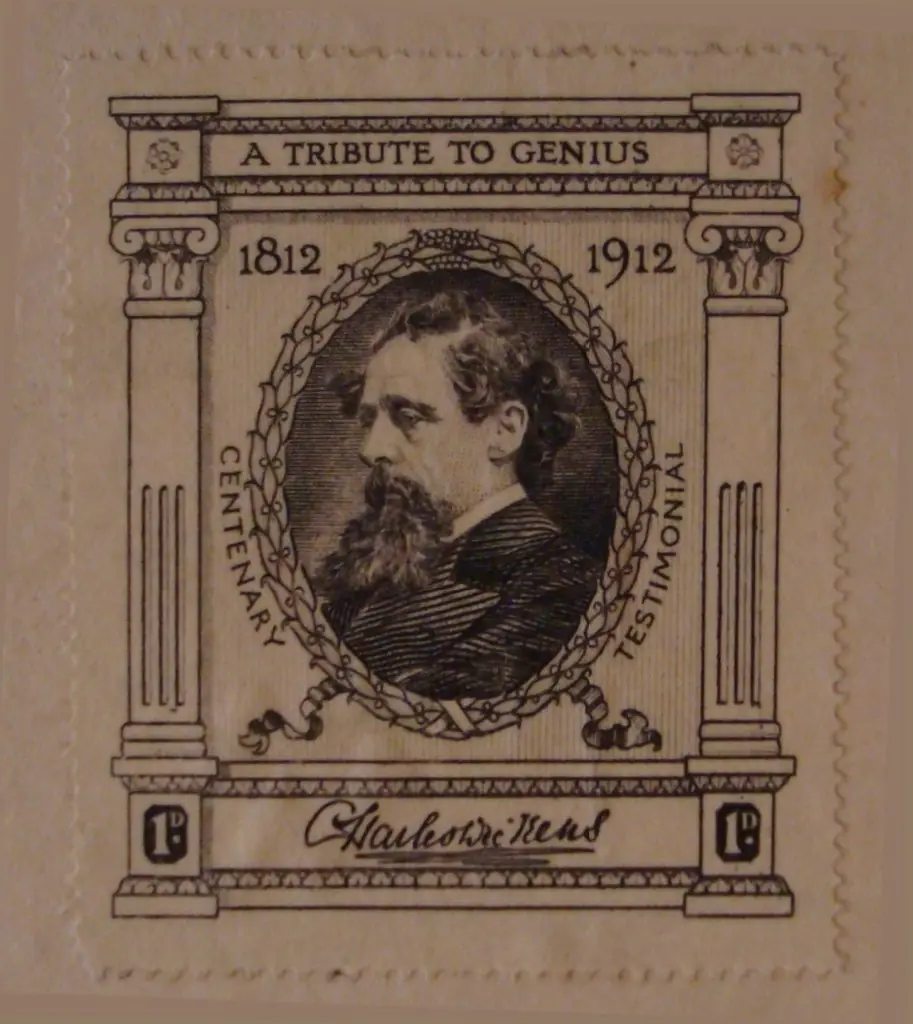 A TRIBUTE TO GENIUS
1812 1912
CENTENARY
TESTIMONIAL
1D. Charles Dickens 1D.